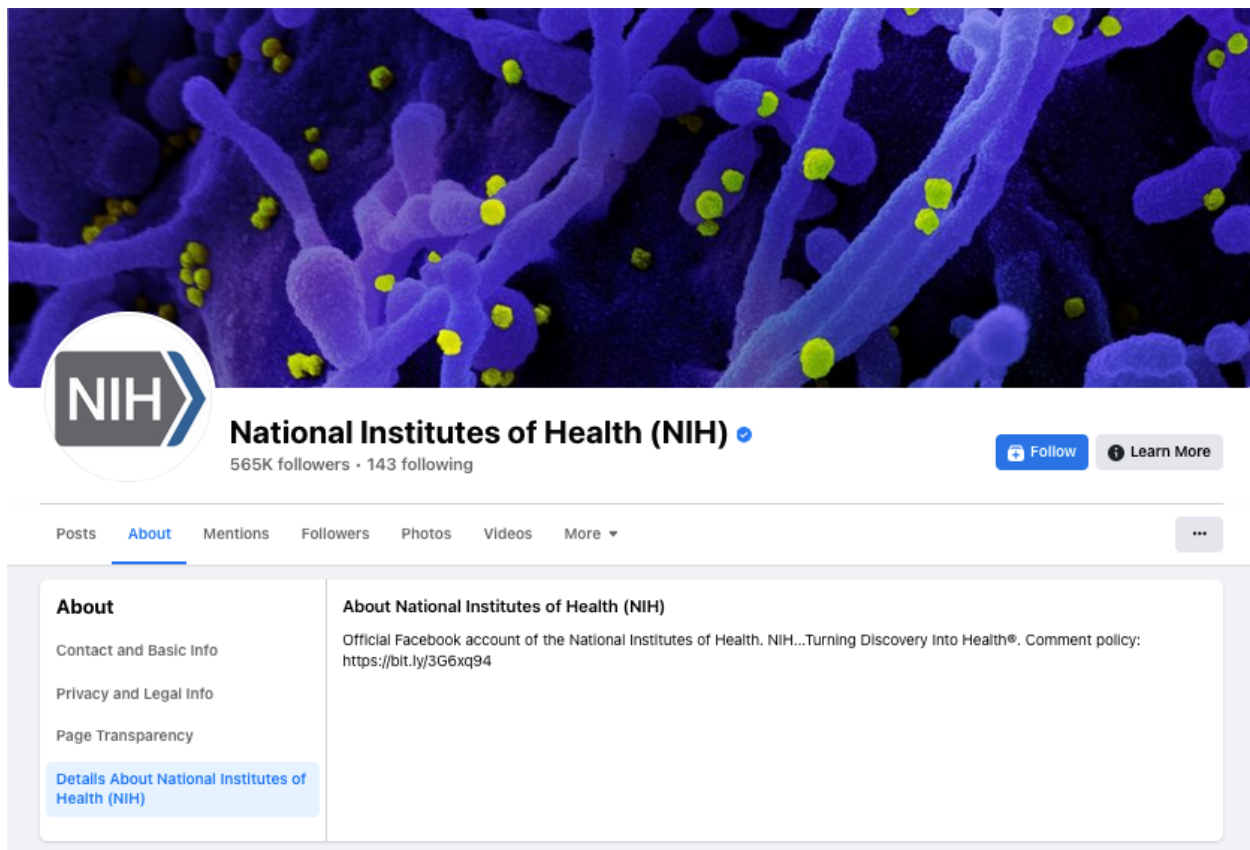 NIH
National Institutes of Health (NIH)
565K followers · 143 following
Follow
Learn More
Posts
About
Mentions
Followers
Photos
Videos
More
About
Contact and Basic Info
Privacy and Legal Info
Page Transparency
Details About National Institutes of
Health (NIH)
About National Institutes of Health (NIH)
Official Facebook account of the National Institutes of Health. NIH...Turning Discovery Into Health®. Comment policy:
https://bit.ly/3G6xq94